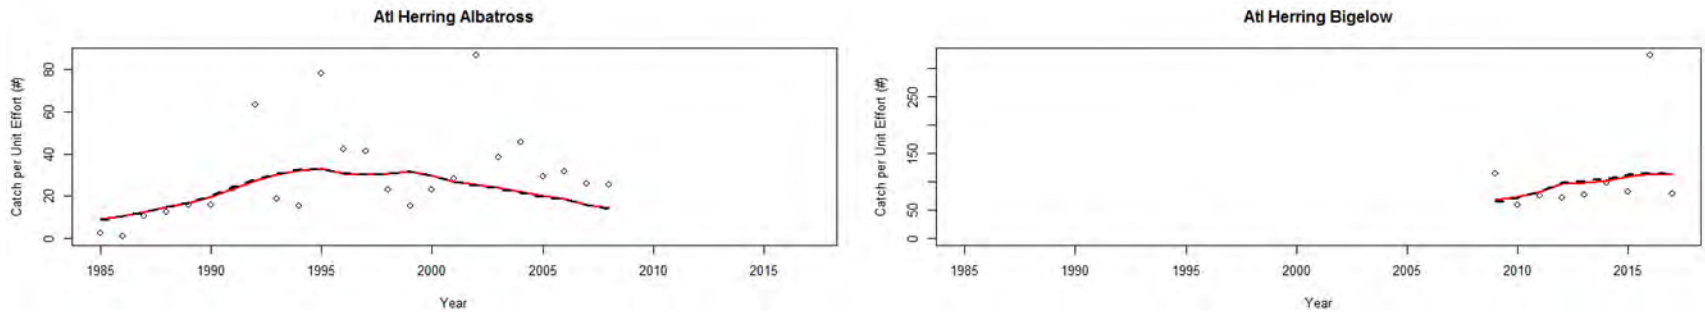 Atl Herring Albatross
Catch per Unit Effort (#)
80
60
40
20
0
1985 1990 1995 2000 2005 2010 2015
Year
Atl Herring Bigelow
Catch per Unit Effort (#)
250
150
50
0
1985 1990 1995 2000 2005 2010 2015
Year